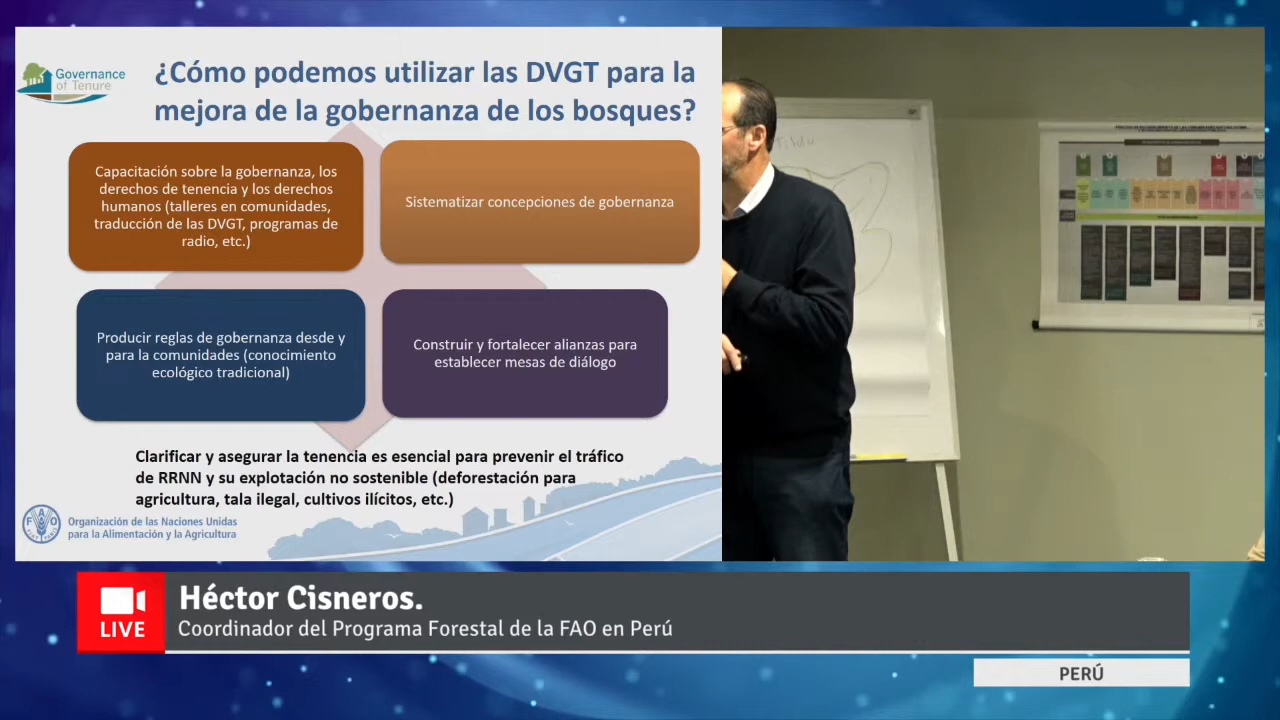 Governance
of Tenure
¿Cómo podemos utilizar las DVGT para la
mejora de la gobernanza de los bosques?
Capacitación sobre la gobernanza, los
derechos de tenencia y los derechos
humanos (talleres en comunidades,
traducción de las DVGT, programas de
radio, etc.)
Sistematizar concepciones de gobernanza
Producir reglas de gobernanza desde y
para la comunidades (conocimiento
ecológico tradicional)
Construir y fortalecer alianzas para
establecer mesas de diálogo
Clarificar y asegurar la tenencia es esencial para prevenir el tráfico
de RRNN y su explotación no sostenible (deforestación para
agricultura, tala ilegal, cultivos ilícitos, etc.)
Organización de las Naciones Unidas
para la Alimentación y la Agricultura
LIVE
Héctor Cisneros.
Coordinador del Programa Forestal de la FAO en Perú
PERÚ